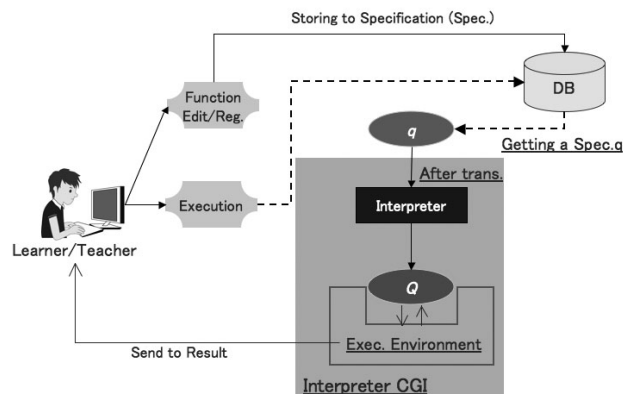 Storing to Specification (Spec.)
DB
Function
Edit/Reg.
q
Getting a Spec.q
After trans.
Execution
Interpreter
Learner/Teacher
Q
Send to Result
Exec. Environment
Interpreter CGI